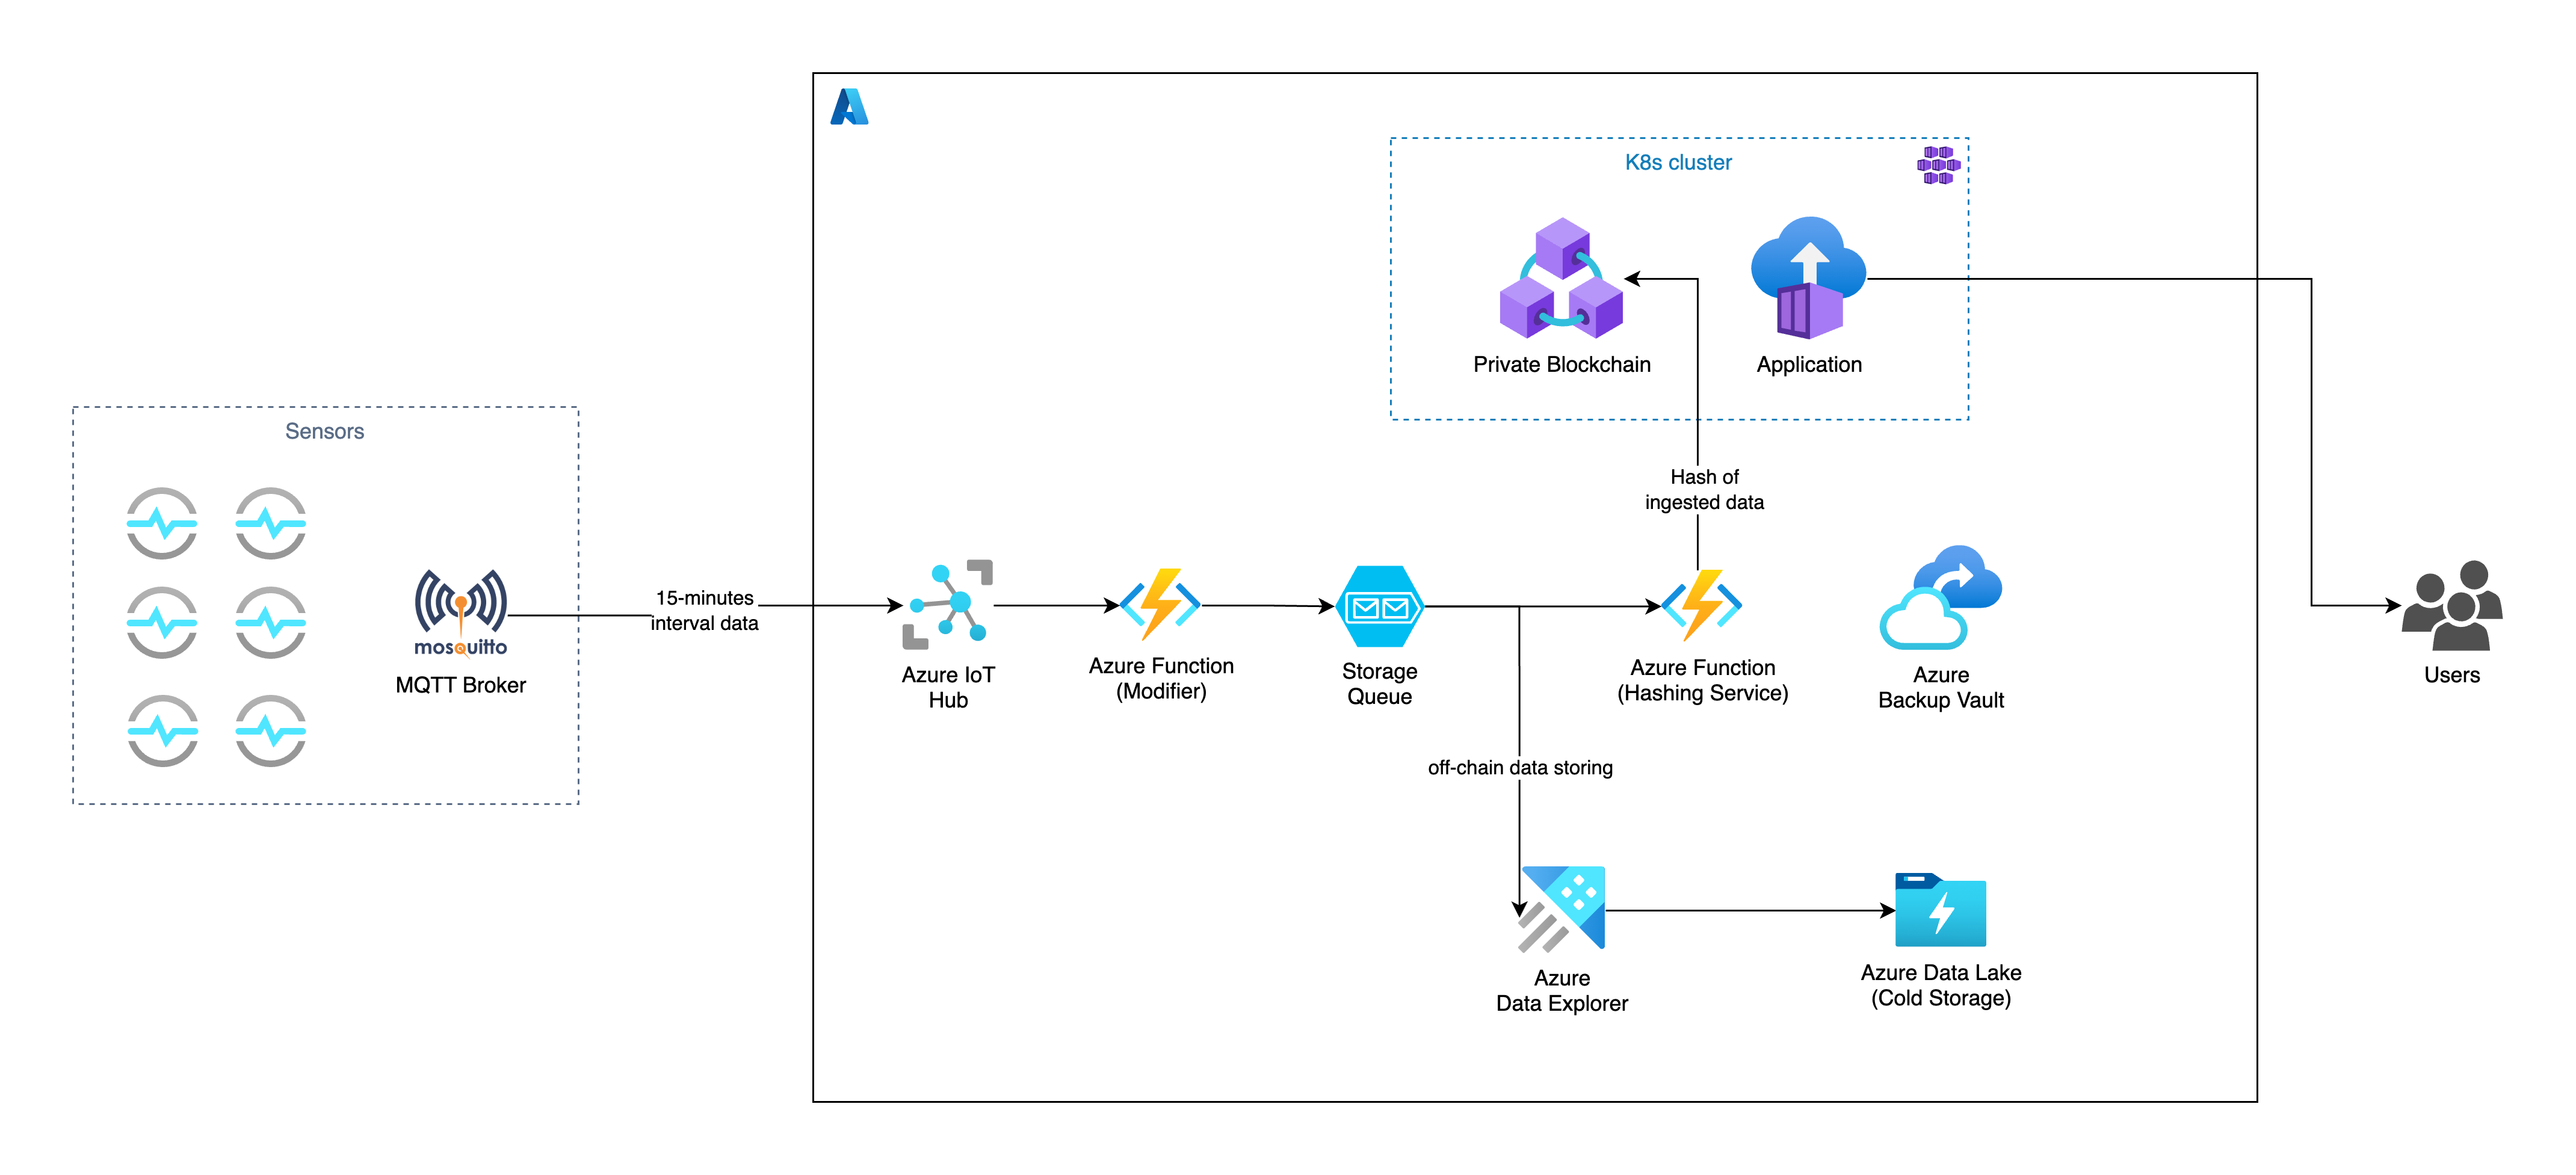 K8s cluster
Private Blockchain
Application
Sensors
mosquitto
MQTT Broker
15-minutes
interval data
Azure IoT
Hub
Azure Function
(Modifier)
Storage
Queue
Hash of
ingested data
Azure Function
(Hashing Service)
Azure
Backup Vault
Users
off-chain data storing
Azure
Data Explorer
Azure Data Lake
(Cold Storage)